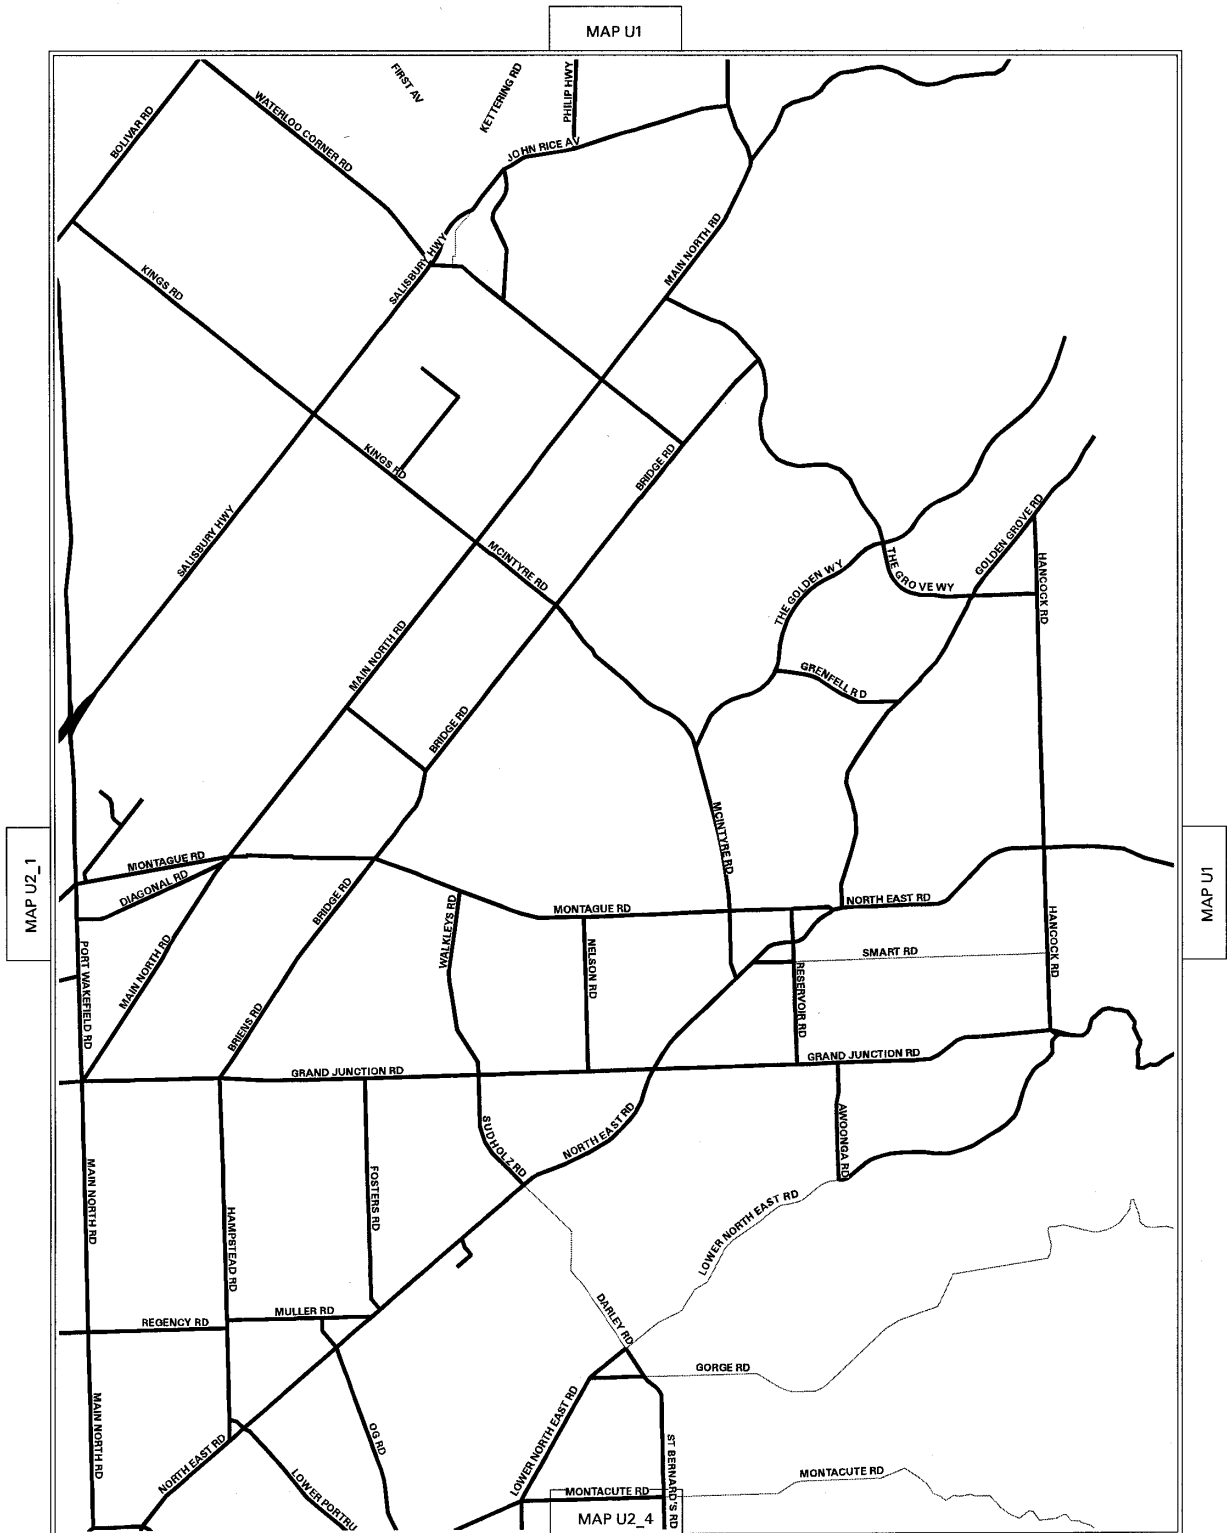 MAP U1
FIRST AV
KETTERING RD
PHILIP HWY
BOLIVAR RD
WATERLOO CORNER RD
JOHN RICE AV
MAIN NORTH RD
SALISBURY HWY
KINGS RD
KINGS RD
BRIDGE RD
SALISBURY HWY
MCINTYRE RD
GOLDEN GROVE RD
THE GROVE WY
HANCOCK RD
THE GOLDEN WY
MAIN NORTH RD
GRENFELL RD
BRIDGE RD
MCINTYRE RD
MAP U2_1
MAP U1
MONTAGUE RD
DIAGONAL RD
BRIDGE RD
WALKLEYS RD
MONTAGUE RD
NORTH EAST RD
HANCOCK RD
PORT WAKEFIELD RD
MAIN NORTH RD
NELSON RD
SMART RD
RESERVOIR RD
BRIENS RD
GRAND JUNCTION RD
GRAND JUNCTION RD
SUDHOLZ RD
NORTH EAST RD
AWOONGA RD
MAIN NORTH RD
FOSTERS RD
HAMPSTEAD RD
LOWER NORTH EAST RD
MULLER RD
REGENCY RD
DARLEY RD
GORGE RD
MAIN NORTH RD
OG RD
LOWER NORTH EAST RD
NORTH EAST RD
LOWER PORTRU
ST BERNARD'S RD
MONTACUTE RD
MONTACUTE RD
MAP U2_4